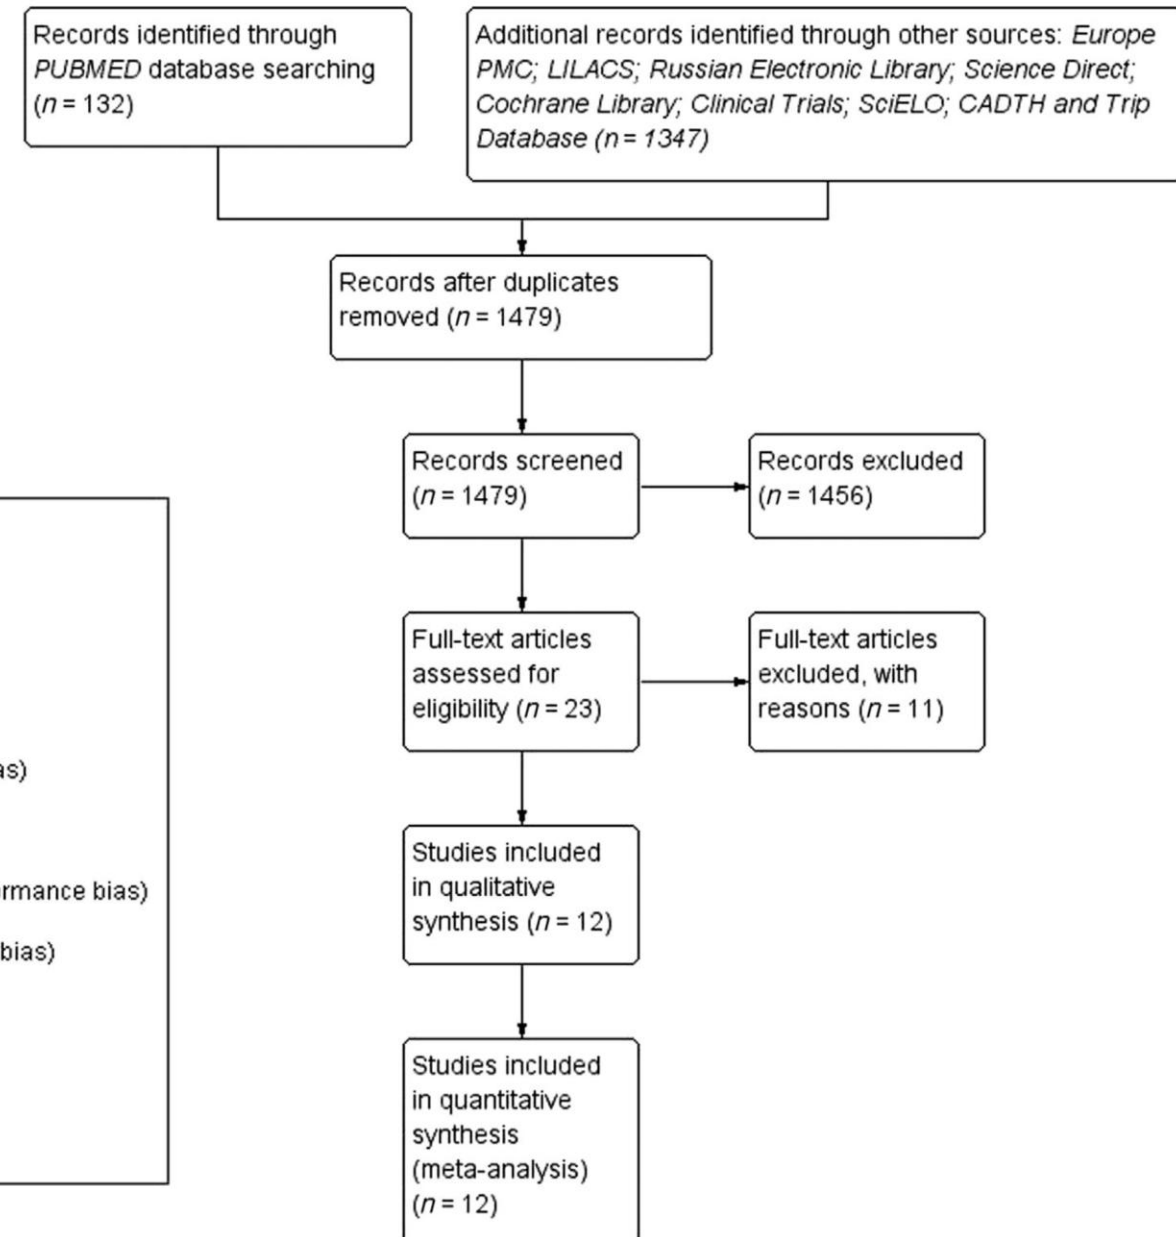 Records identified through
PUBMED database searching
(n = 132)
Additional records identified through other sources: Europe
PMC; LILACS; Russian Electronic Library; Science Direct;
Cochrane Library; Clinical Trials; SciELO; CADTH and Trip
Database (n = 1347)
Records after duplicates
removed (n = 1479)
Records screened
(n = 1479)
Records excluded
(n = 1456)
Full-text articles
assessed for
eligibility (n = 23)
Full-text articles
excluded, with
reasons (n = 11)
as)
rmance bias)
bias)
Studies included
in qualitative
synthesis (n = 12)
Studies included
in quantitative
synthesis
(meta-analysis)
(n = 12)